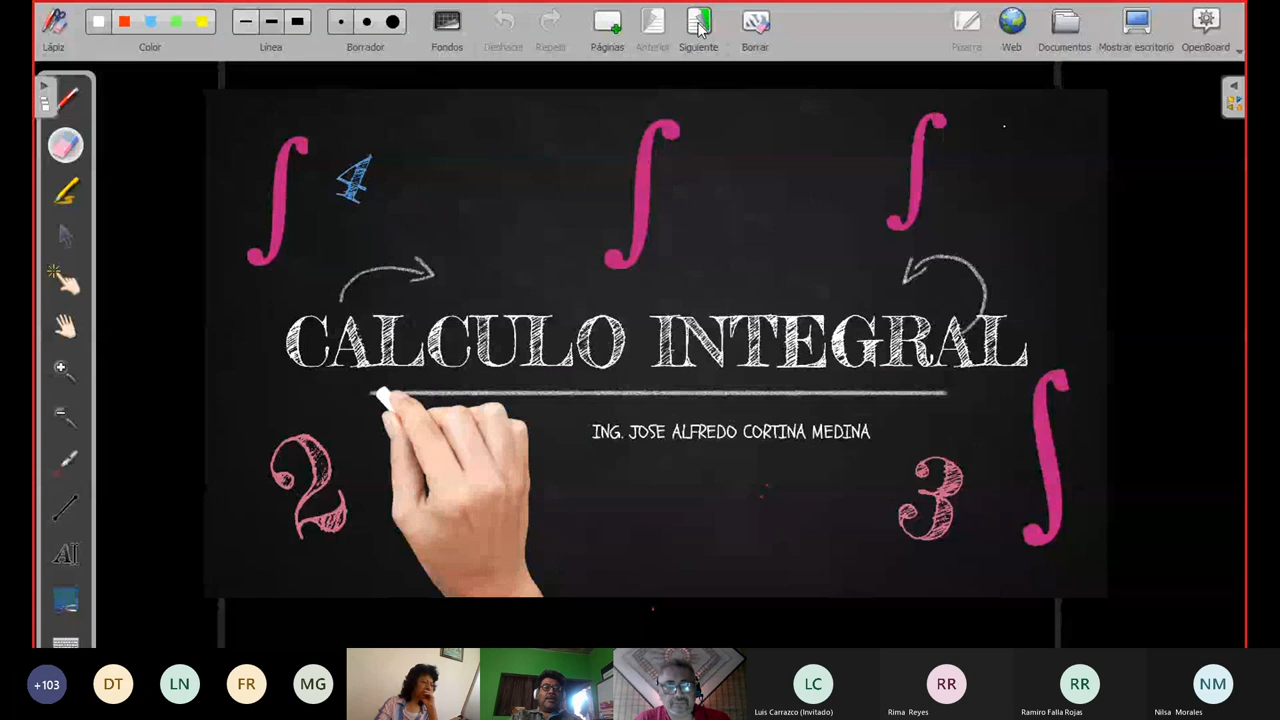 Lápiz
Color
Línea
Borrador
Fondos
Deshacer
Repetir
Páginas
Anterior
Siguiente
Borrar
Pizarra
Web
Documentos
Mostrar escritorio
OpenBoard
4
CALCULO INTEGRAL
ING. JOSE ALFREDO CORTINA MEDINA
2
3
AI
+103
DT
LN
FR
MG
LC
RR
RR
NM
Luis Carrazco (Invitado)
Rima Reyes
Ramiro Falla Rojas
Nilsa Morales